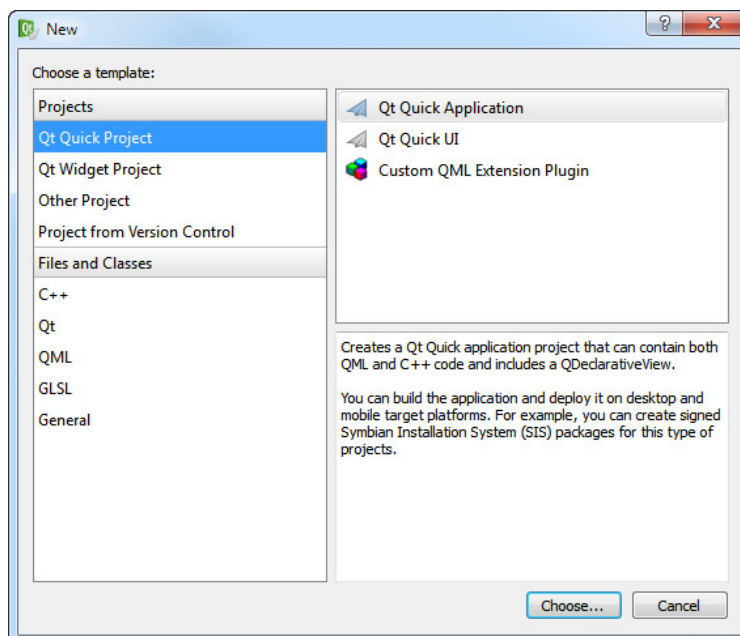 New
Choose a template:
Projects
Qt Quick Project
Qt Widget Project
Other Project
Project from Version Control
Files and Classes
C++
Qt
QML
GLSL
General
Qt Quick Application
Qt Quick UI
Custom QML Extension Plugin
Creates a Qt Quick application project that can contain both
QML and C++ code and includes a QDeclarativeView.
You can build the application and deploy it on desktop and
mobile target platforms. For example, you can create signed
Symbian Installation System (SIS) packages for this type of
projects.
Choose...
Cancel